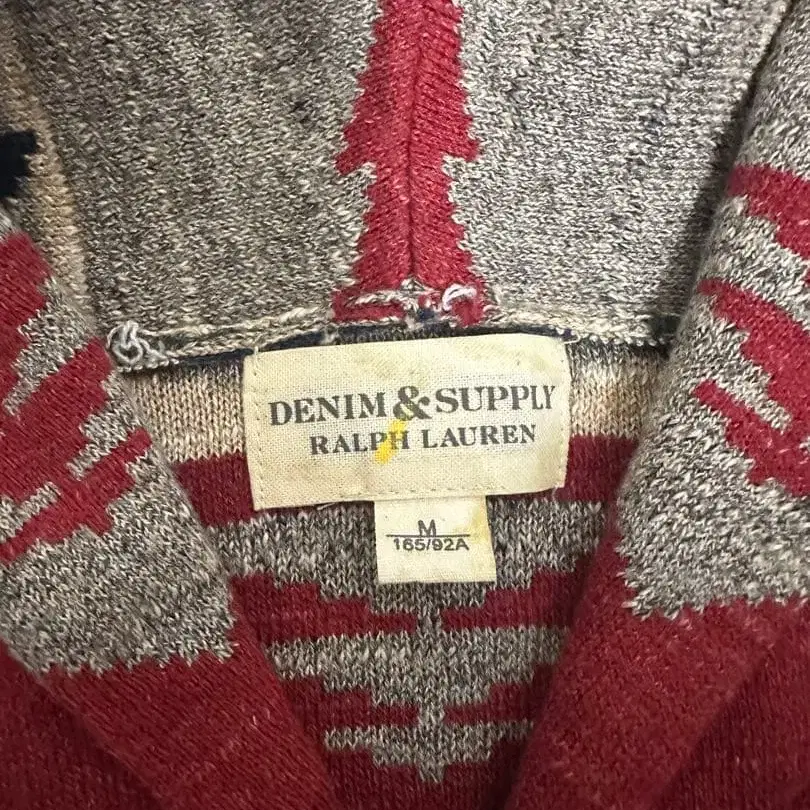 DENIM & SUPPLY
RALPH LAUREN
M
165/92A